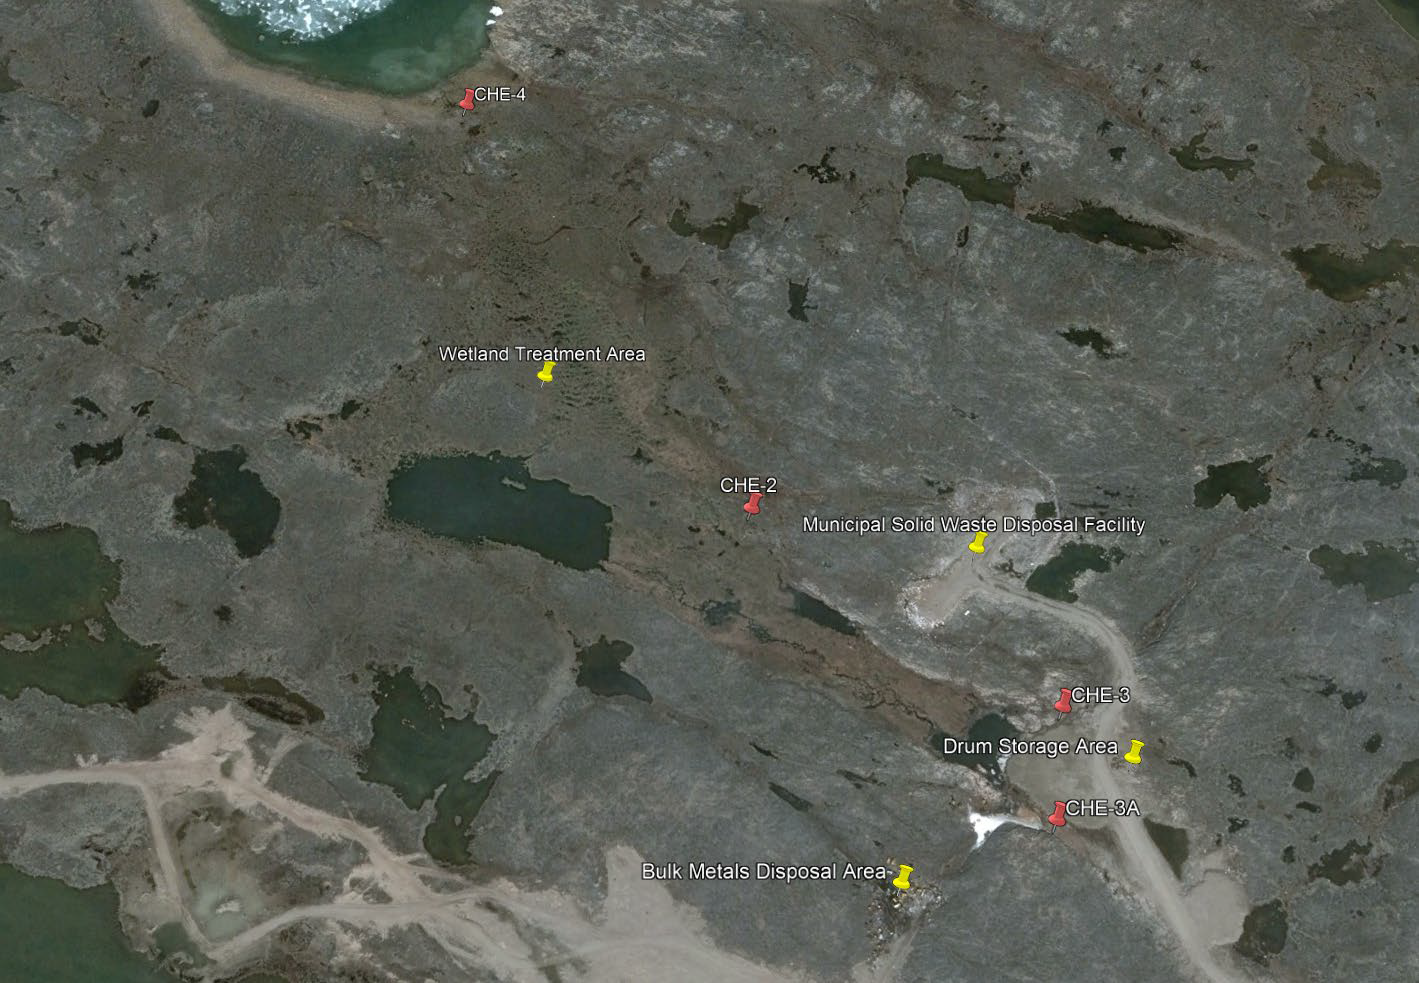 CHE-4
Wetland Treatment Area
CHE-2
Municipal Solid Waste Disposal Facility
CHE-3
Drum Storage Area
CHE-3A
Bulk Metals Disposal Area